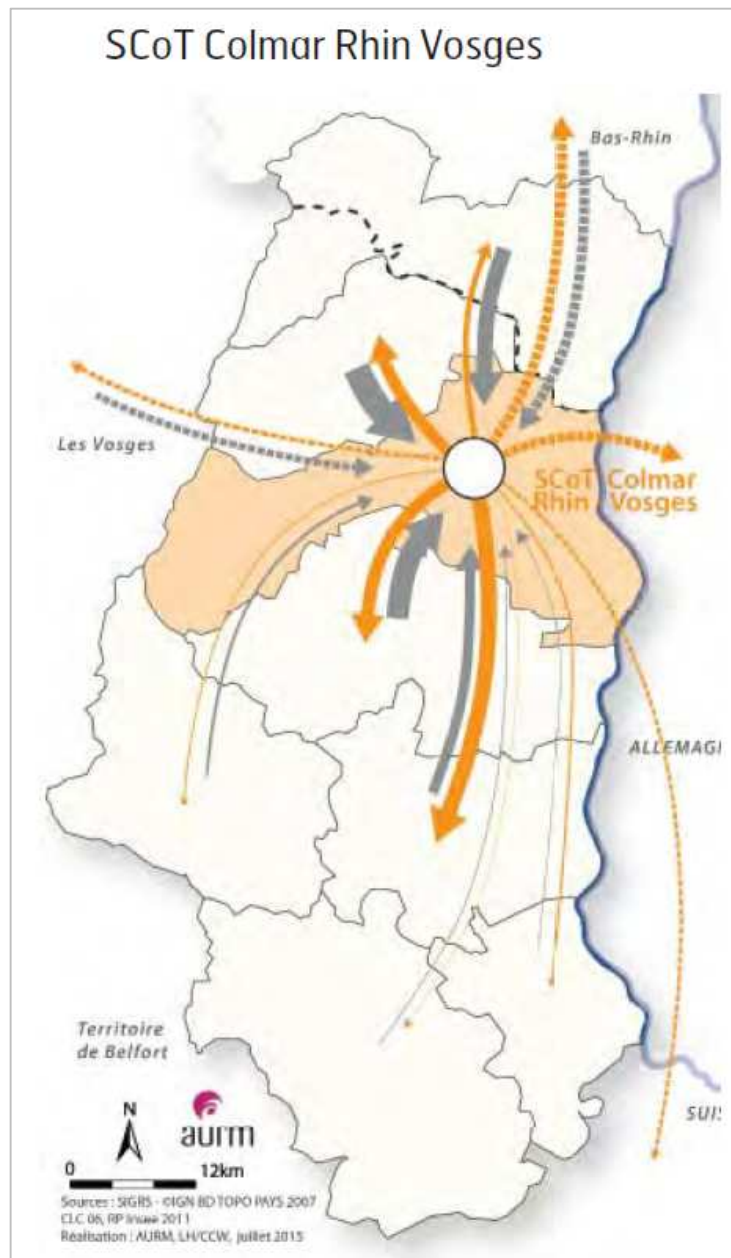 SCoT Colmar Rhin Vosges
Bas-Rhin
Les Vosges
SCoT Colmar
Rhin Vosges
ALLEMAG
Territoire
de Belfort
N
aurm
SUIS
0 12km
Sources : SIGRS - ©IGN BD TOPO PAYS 2007
CLC 06, RP Insee 2011
Réalisation : AURM, LH/CCW, juillet 2015